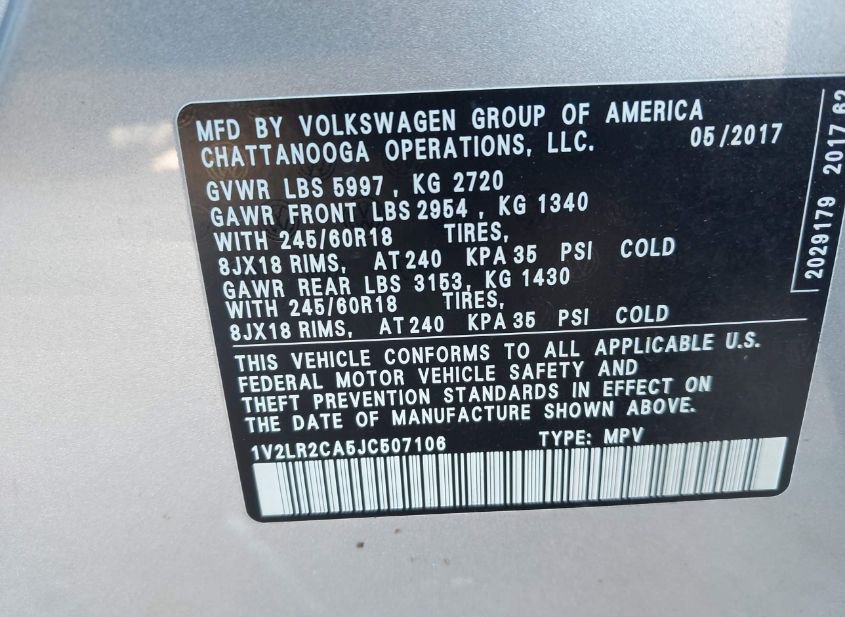 MFD BY VOLKSWAGEN GROUP OF AMERICA
CHATTANOOGA OPERATIONS, LLC. 05/2017
GVWR LBS 5997 , KG 2720
GAWR FRONT LBS 2954 , KG 1340
WITH 245/60R18 TIRES,
8JX18 RIMS, AT 240 KPA 35 PSI COLD
GAWR REAR LBS 3153, KG 1430
WITH 245/60R18 TIRES,
8JX18 RIMS, AT 240 KPA 35 PSI COLD
THIS VEHICLE CONFORMS TO ALL APPLICABLE U.S.
FEDERAL MOTOR VEHICLE SAFETY AND
THEFT PREVENTION STANDARDS IN EFFECT ON
THE DATE OF MANUFACTURE SHOWN ABOVE.
1V2LR2CA5JC507106 TYPE: MPV
2029179 2017 62